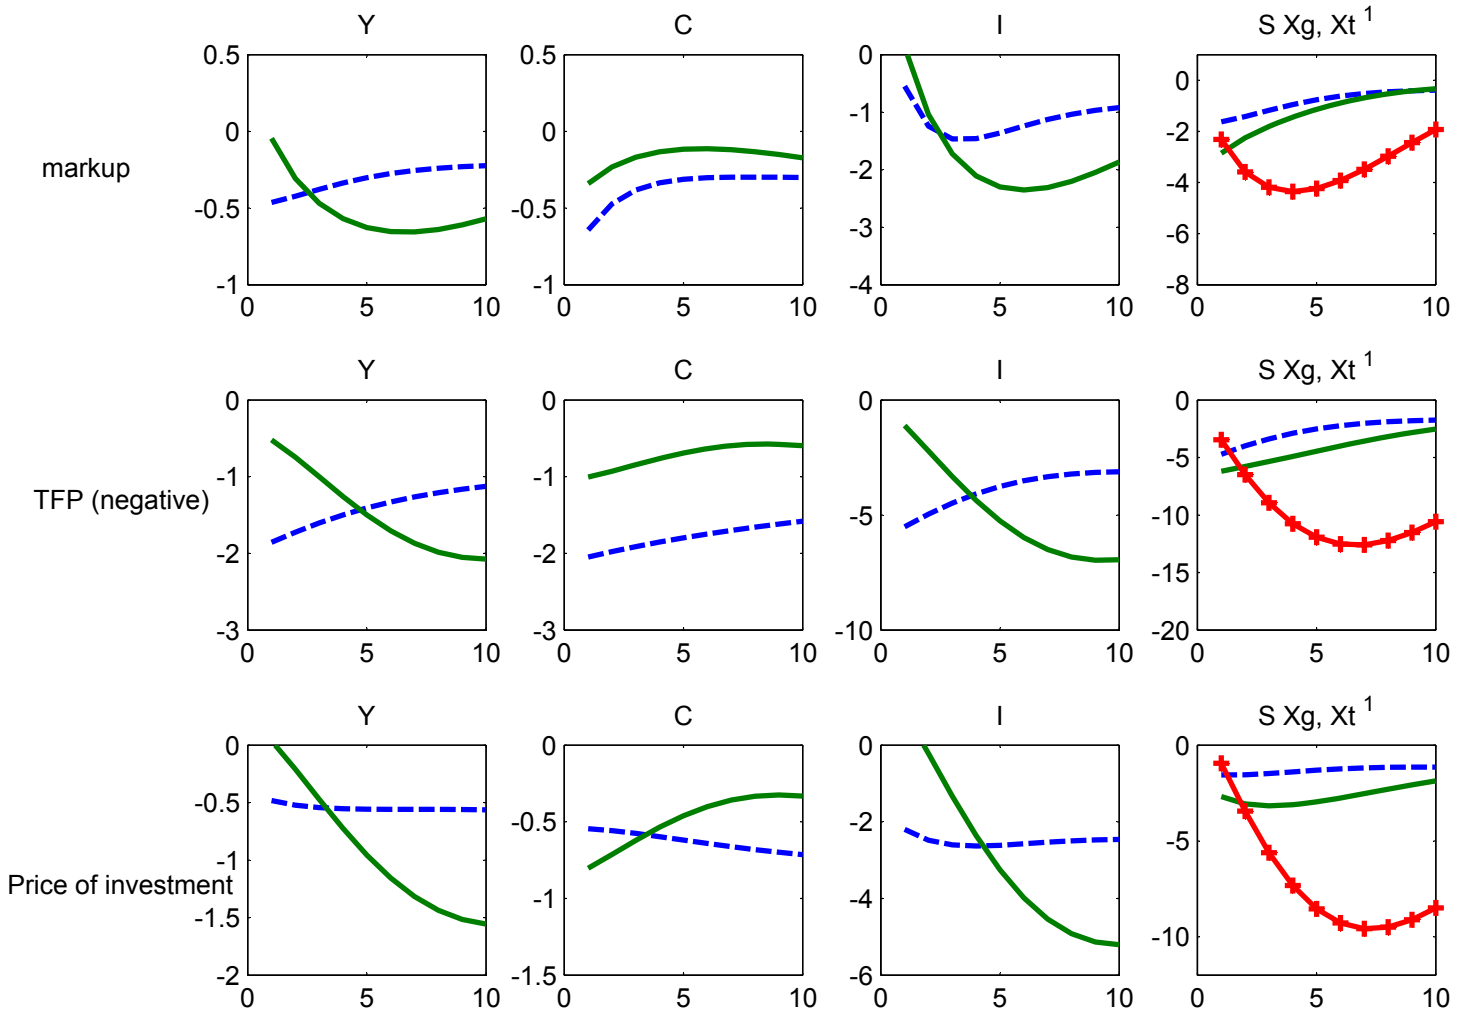 Y C I S Xg, Xt 1
0.5 0.5 0 0
0 0 -1 -2
markup
-0.5 -0.5 -2 -4
-3 -6
-1 -1 -4 -8
0 5 10 0 5 10 0 5 10 0 5 10
Y C I S Xg, Xt 1
0 0 0 0
-1 -1 -5
TFP (negative)
-2 -2 -5 -10
-15
-3 -3 -10 -20
0 5 10 0 5 10 0 5 10 0 5 10
Y C I S Xg, Xt 1
0 0 0 0
-0.5 -0.5 -2 -5
-1 -1 -4 -10
Price of investment
-1.5
-2 -1.5 -6
0 5 10 0 5 10 0 5 10 0 5 10